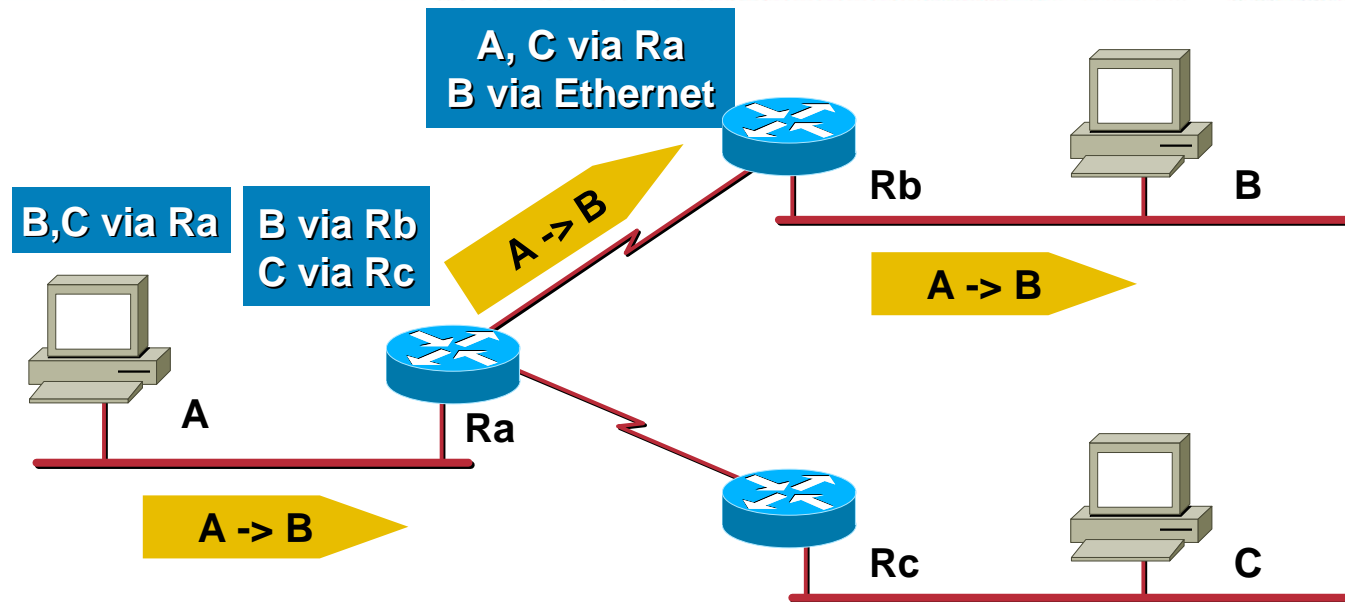 A, C via Ra
B via Ethernet
Rb
B
B,C via Ra
B via Rb
C via Rc
A -> B
A -> B
A
Ra
A -> B
Rc
C